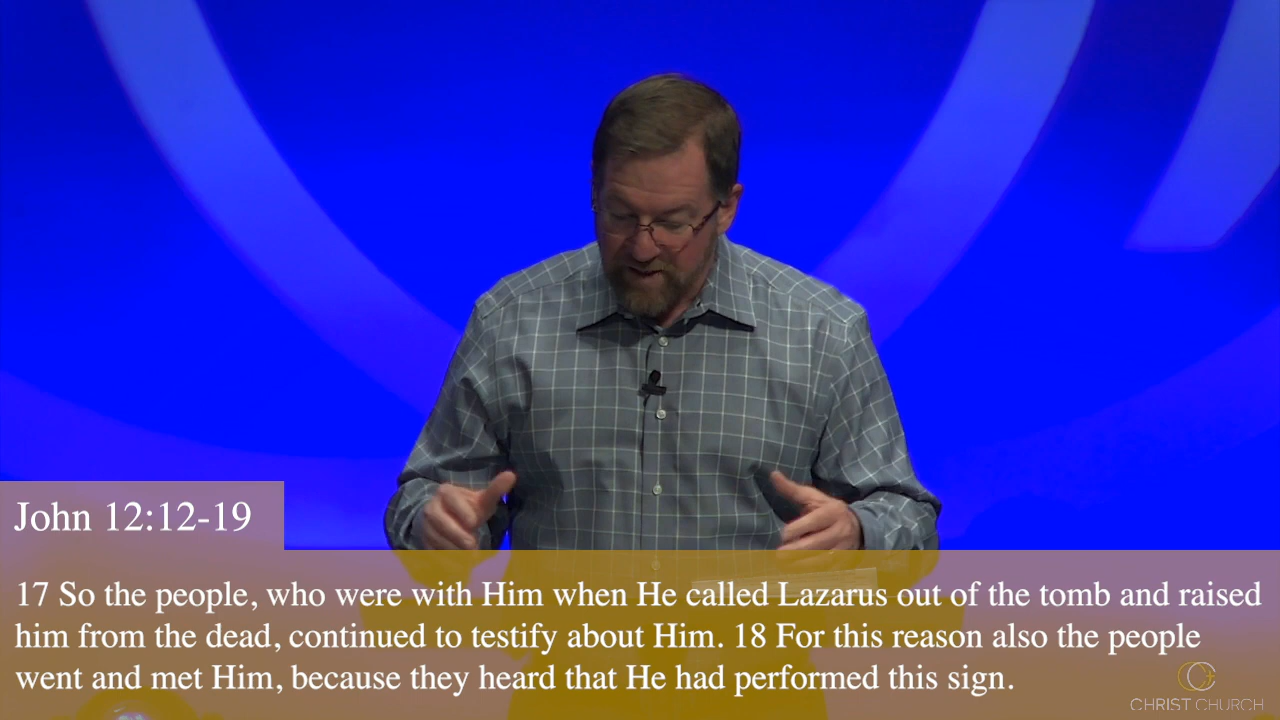 John 12:12-19
17 So the people, who were with Him when He called Lazarus out of the tomb and raised
him from the dead, continued to testify about Him. 18 For this reason also the people
went and met Him, because they heard that He had performed this sign.
CHRIST CHURCH